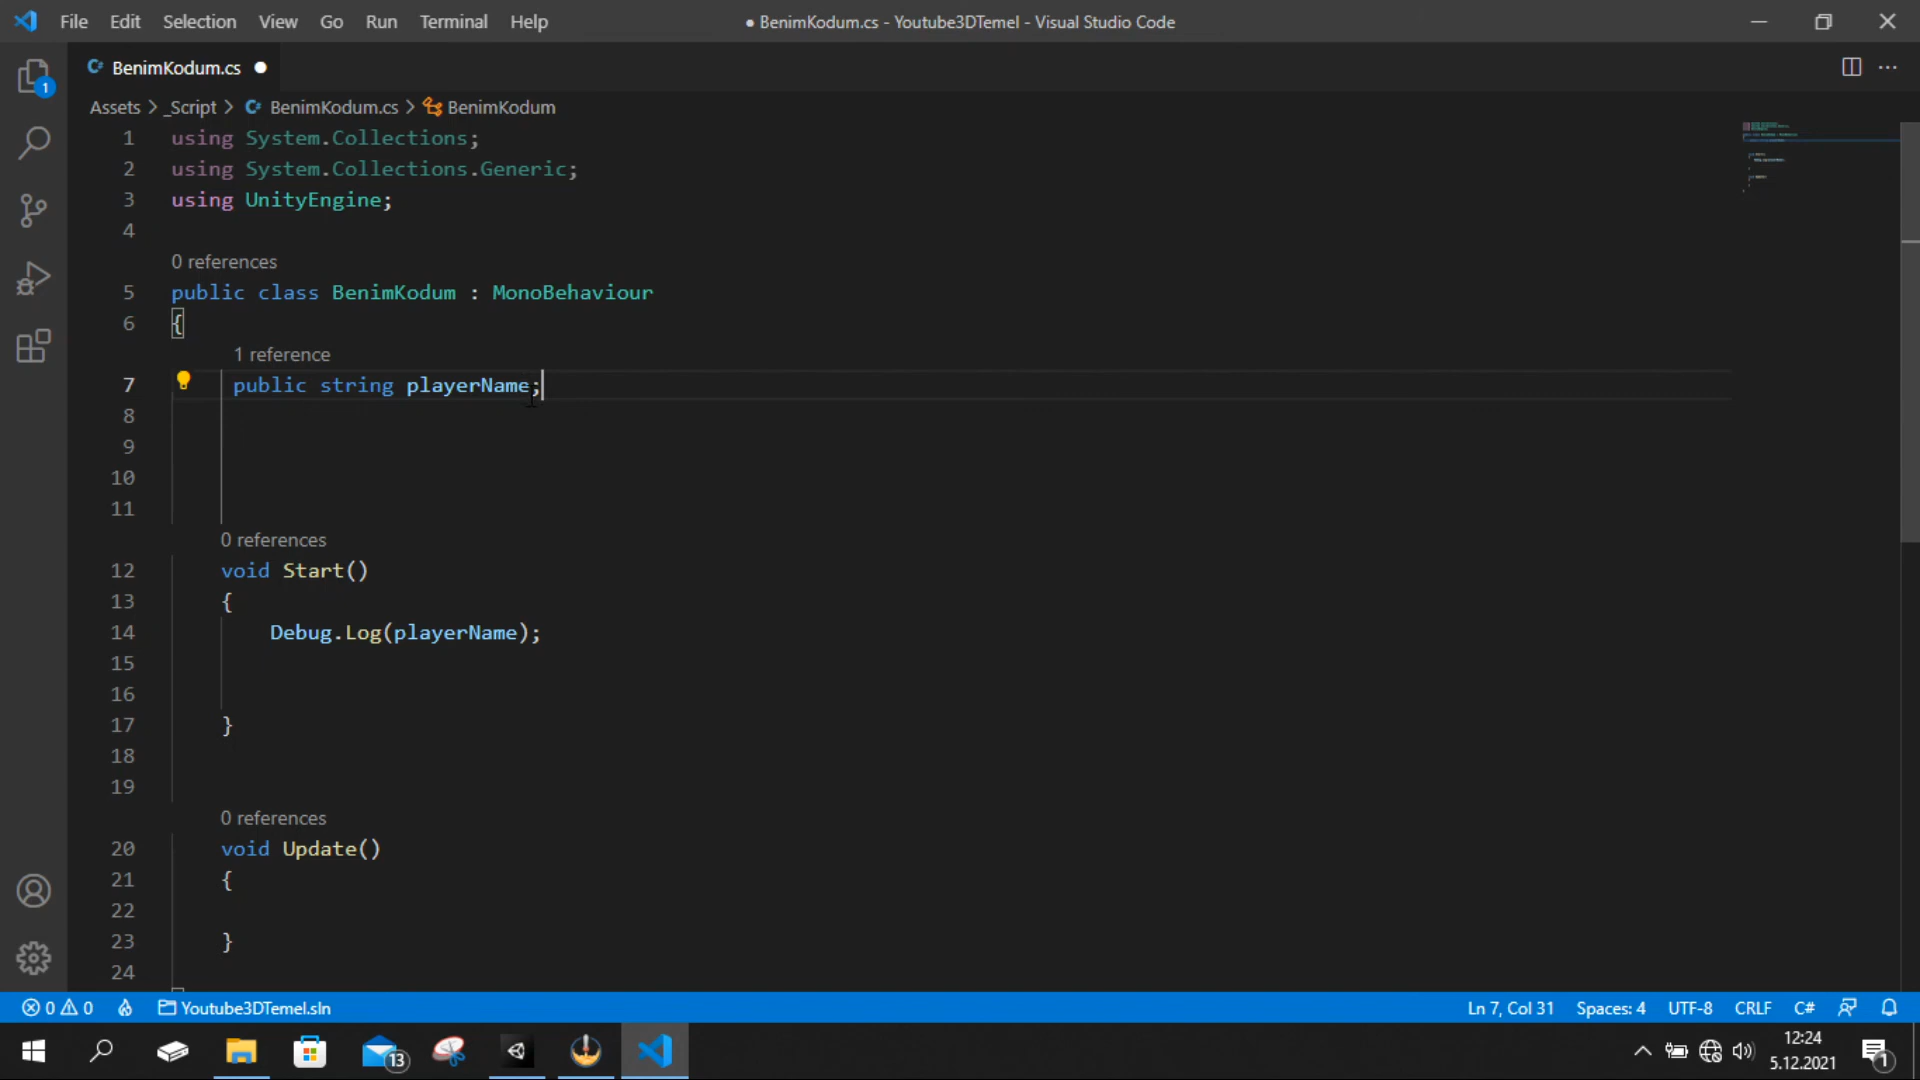 File Edit Selection View Go Run Terminal Help
● BenimKodum.cs - Youtube3DTemel - Visual Studio Code
BenimKodum.cs ●
Assets > _Script > BenimKodum.cs > BenimKodum
1 using System.Collections;
2 using System.Collections.Generic;
3 using UnityEngine;
4
0 references
5 public class BenimKodum : MonoBehaviour
6 {
1 reference
7 public string playerName;
8
9
10
11
0 references
12 void Start()
13 {
14 Debug.Log(playerName);
15
16
17 }
18
19
0 references
20 void Update()
21 {
22
23 }
24
1
0 0 Youtube3DTemel.sln
Ln 7, Col 31 Spaces: 4 UTF-8 CRLF C#
13
12:24
5.12.2021
1